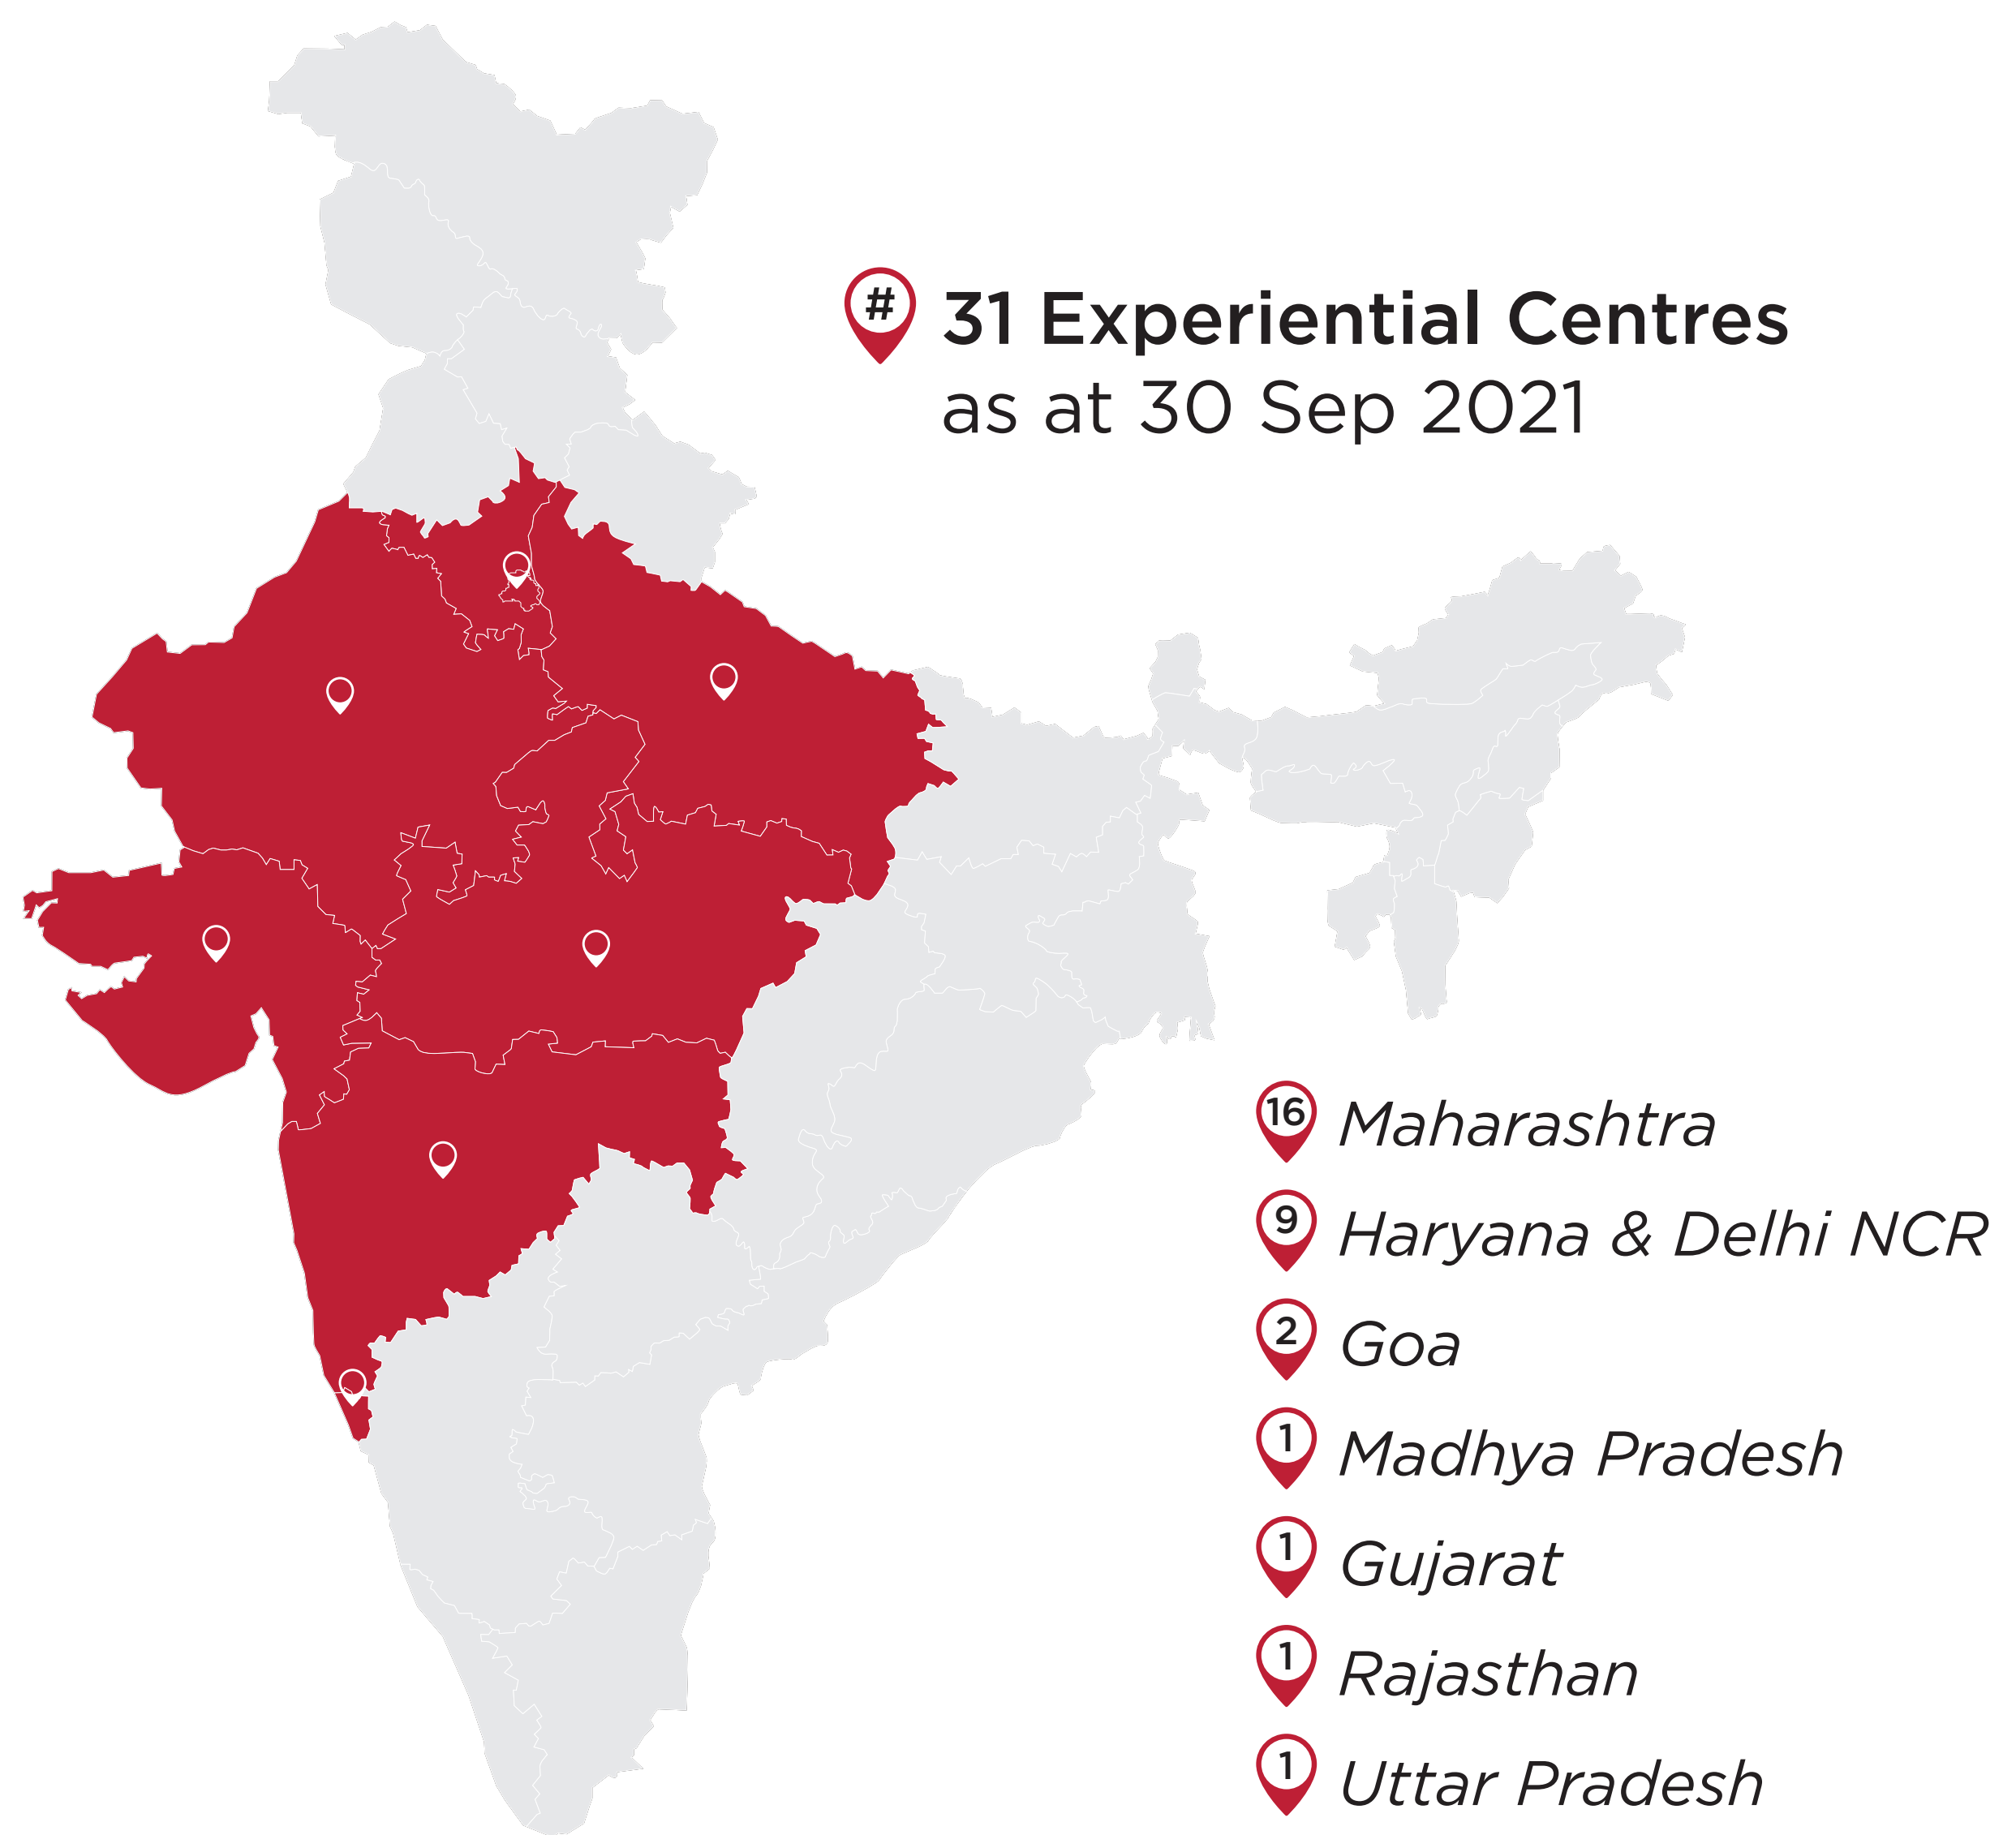 # 31 Experiential Centres
as at 30 Sep 2021
16 Maharashtra
9 Haryana & Delhi NCR
2 Goa
1 Madhya Pradesh
1 Gujarat
1 Rajasthan
1 Uttar Pradesh